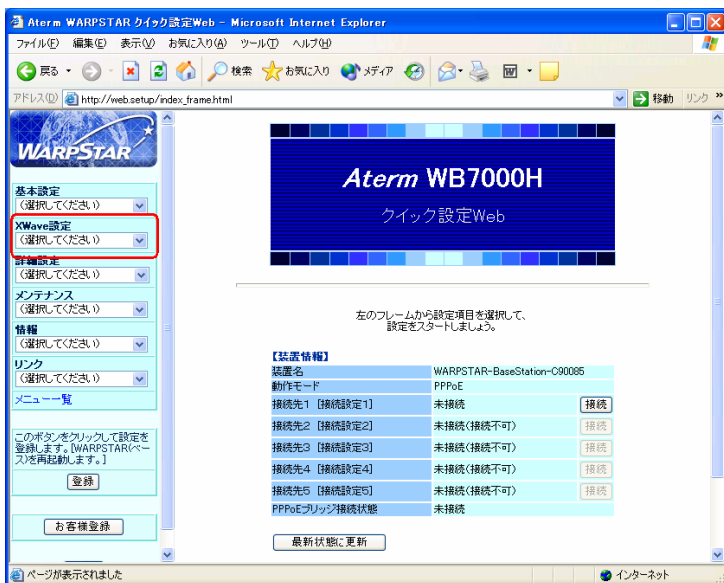 Aterm WARPSTAR クイック設定Web - Microsoft Internet Explorer
ファイル(F) 編集(E) 表示(V) お気に入り(A) ツール(T) ヘルプ(H)
戻る 検索 お気に入り メディア
アドレス(D) http://web.setup/index_frame.html 移動 リンク »
WARPSTAR
基本設定
(選択してください)
XWave設定
(選択してください)
詳細設定
(選択してください)
メンテナンス
(選択してください)
情報
(選択してください)
リンク
(選択してください)
メニュー一覧
このボタンをクリックして設定を
登録します。[WARPSTAR(ベー
ス)を再起動します。]
登録
お客様登録
Aterm WB7000H
クイック設定Web
左のフレームから設定項目を選択して、
設定をスタートしましょう。
【装置情報】
装置名 WARPSTAR-BaseStation-C90085
動作モード PPPoE
接続先1 [接続設定1] 未接続 接続
接続先2 [接続設定2] 未接続(接続不可) 接続
接続先3 [接続設定3] 未接続(接続不可) 接続
接続先4 [接続設定4] 未接続(接続不可) 接続
接続先5 [接続設定5] 未接続(接続不可) 接続
PPPoEブリッジ接続状態 未接続
最新状態に更新
ページが表示されました インターネット